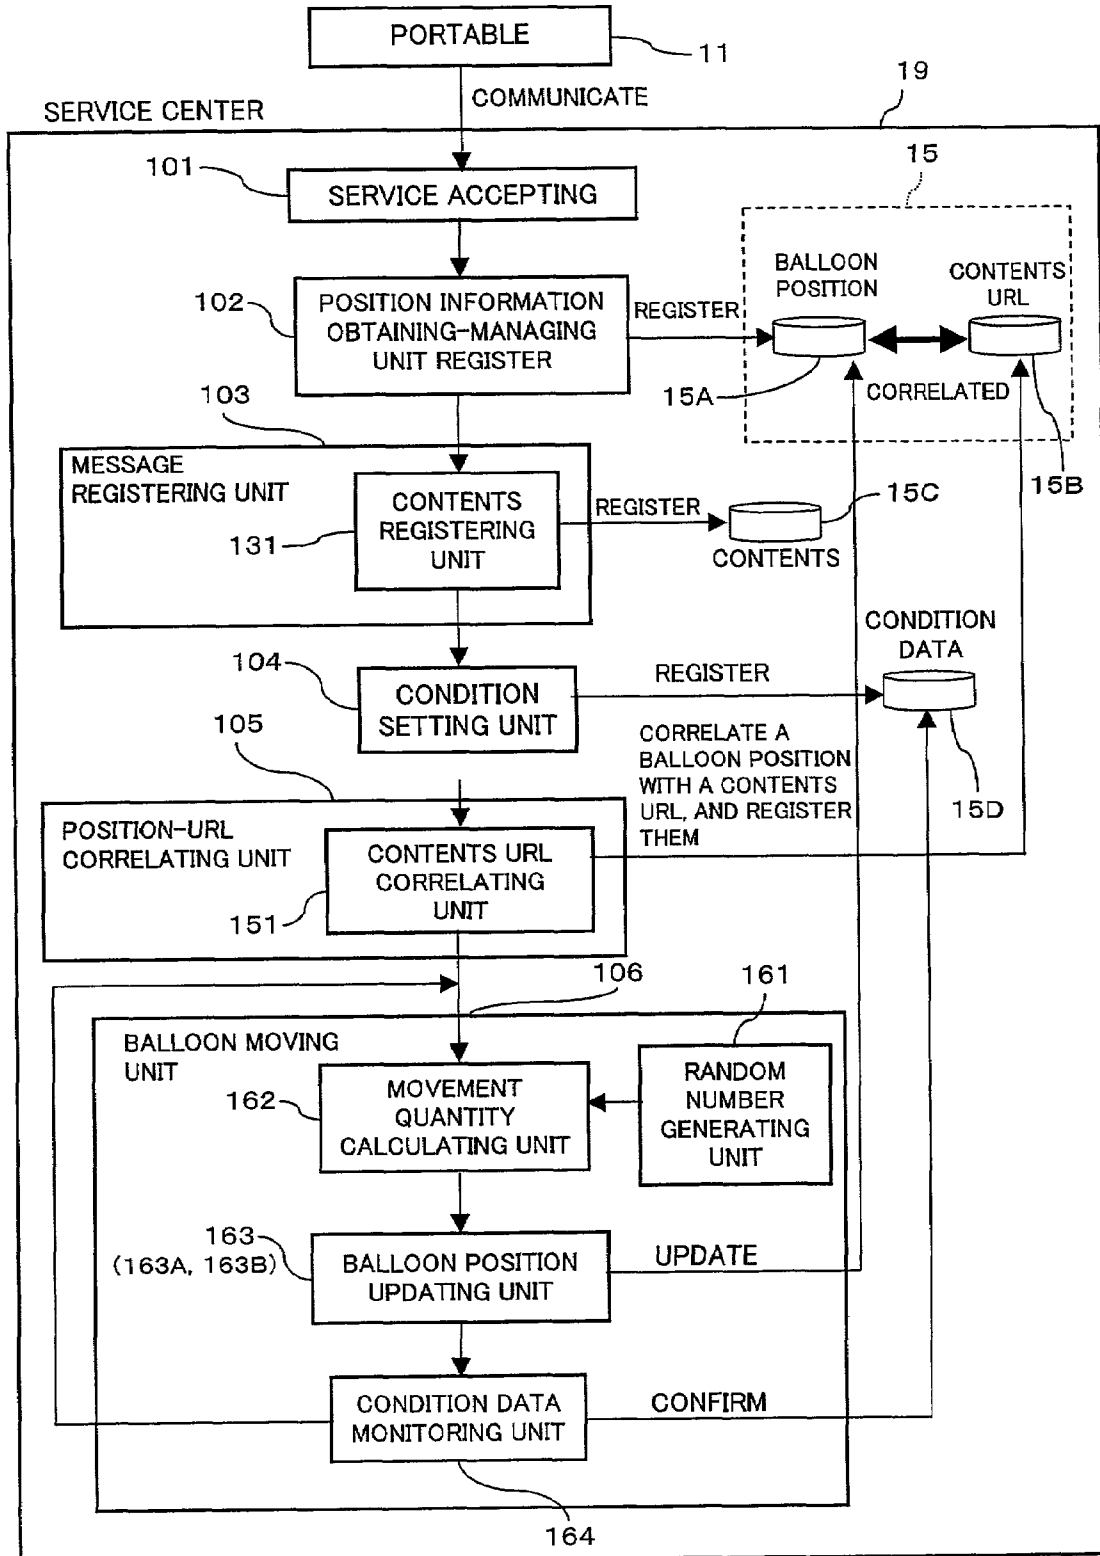 PORTABLE
11
COMMUNICATE
SERVICE CENTER
19
101
SERVICE ACCEPTING
15
102
POSITION INFORMATION
OBTAINING-MANAGING
UNIT REGISTER
REGISTER
BALLOON
POSITION
CONTENTS
URL
15A
CORRELATED
15B
103
MESSAGE
REGISTERING UNIT
131
CONTENTS
REGISTERING
UNIT
REGISTER
15C
CONTENTS
104
CONDITION
SETTING UNIT
REGISTER
CONDITION
DATA
15D
105
POSITION-URL
CORRELATING UNIT
CORRELATE A
BALLOON POSITION
WITH A CONTENTS
URL, AND REGISTER
THEM
151
CONTENTS URL
CORRELATING
UNIT
106
161
BALLOON MOVING
UNIT
162
MOVEMENT
QUANTITY
CALCULATING UNIT
RANDOM
NUMBER
GENERATING
UNIT
163
(163A, 163B)
BALLOON POSITION
UPDATING UNIT
UPDATE
CONDITION DATA
MONITORING UNIT
CONFIRM
164